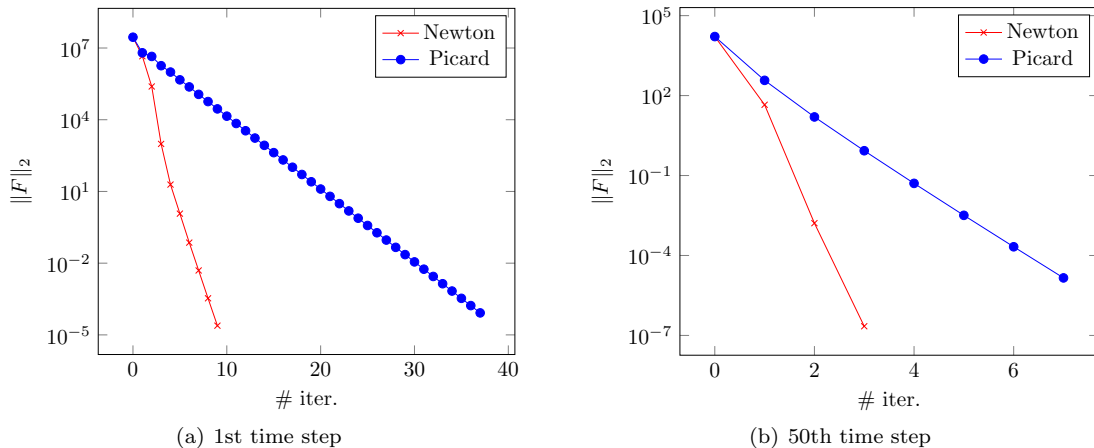 10^7
10^4
10^1
10^-2
10^-5
‖F‖_2
0 10 20 30 40
# iter.
Newton
Picard
(a) 1st time step
10^5
10^2
10^-1
10^-4
10^-7
‖F‖_2
0 2 4 6
# iter.
Newton
Picard
(b) 50th time step